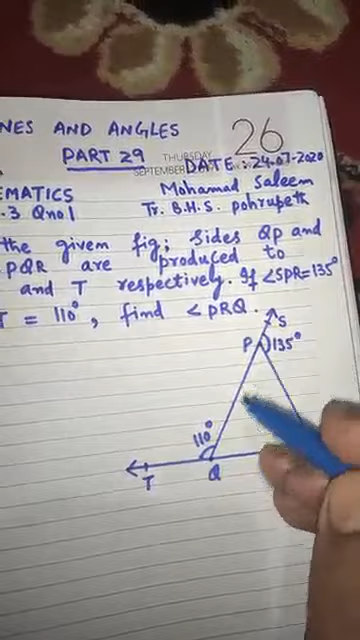 NES AND ANGLES
PART 29
THURSDAY
26
SEPTEMBER
DATE: 24-07-2020
EMATICS
Mohamad Saleem
.3 Qno1
Tr. B.H.S. pohrupeth
the given fig; Sides QP and
PQR are produced to
and T respectively. If <SPR=135°
T = 110°, find <PRQ.
S
P
135°
110°
T
Q